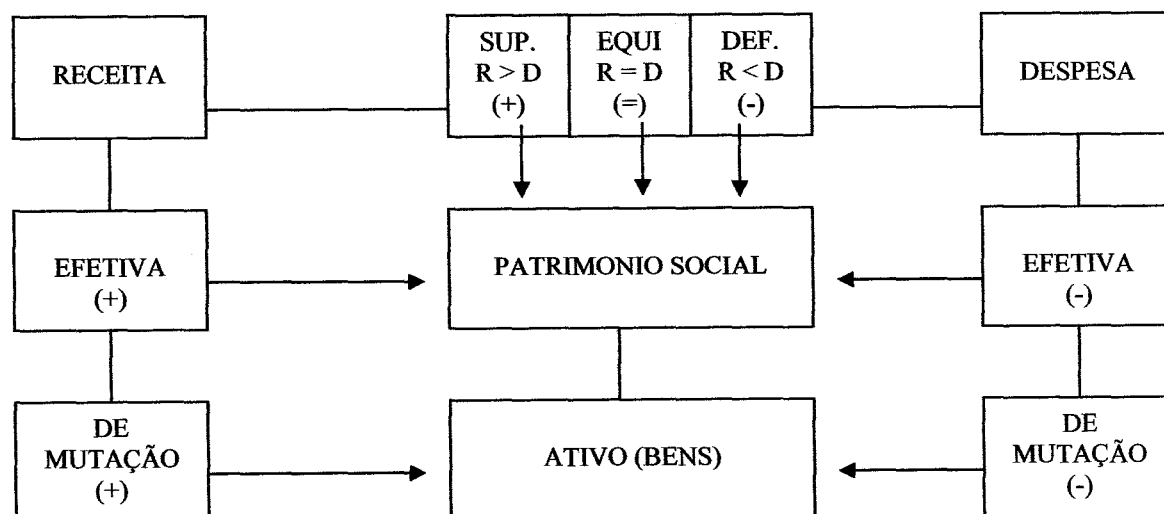 RECEITA
SUP.
R > D
(+)
EQUI
R = D
(=)
DEF.
R < D
(-)
DESPESA
EFETIVA
(+)
PATRIMONIO SOCIAL
EFETIVA
(-)
DE
MUTAÇÃO
(+)
ATIVO (BENS)
DE
MUTAÇÃO
(-)